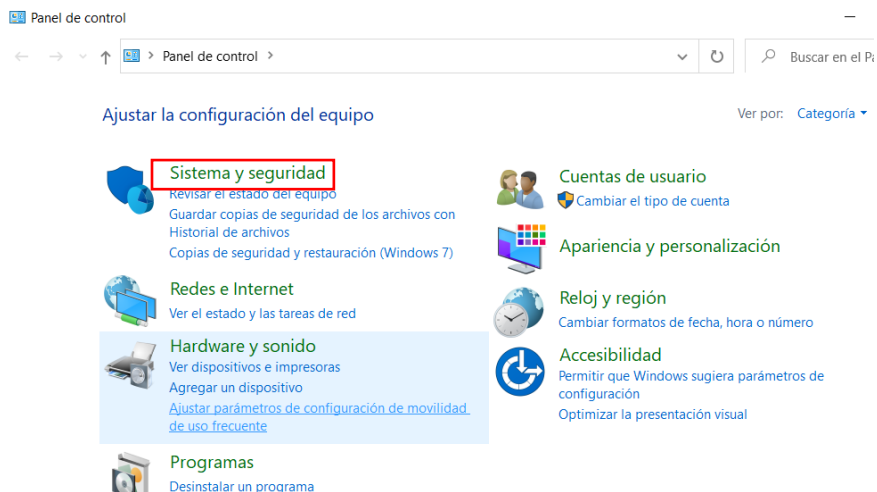 Panel de control
Panel de control
Buscar en el Pa
Ajustar la configuración del equipo
Ver por: Categoría
Sistema y seguridad
Revisar el estado del equipo
Guardar copias de seguridad de los archivos con
Historial de archivos
Copias de seguridad y restauración (Windows 7)
Redes e Internet
Ver el estado y las tareas de red
Hardware y sonido
Ver dispositivos e impresoras
Agregar un dispositivo
Ajustar parámetros de configuración de movilidad
de uso frecuente
Programas
Desinstalar un programa
Cuentas de usuario
Cambiar el tipo de cuenta
Apariencia y personalización
Reloj y región
Cambiar formatos de fecha, hora o número
Accesibilidad
Permitir que Windows sugiera parámetros de
configuración
Optimizar la presentación visual